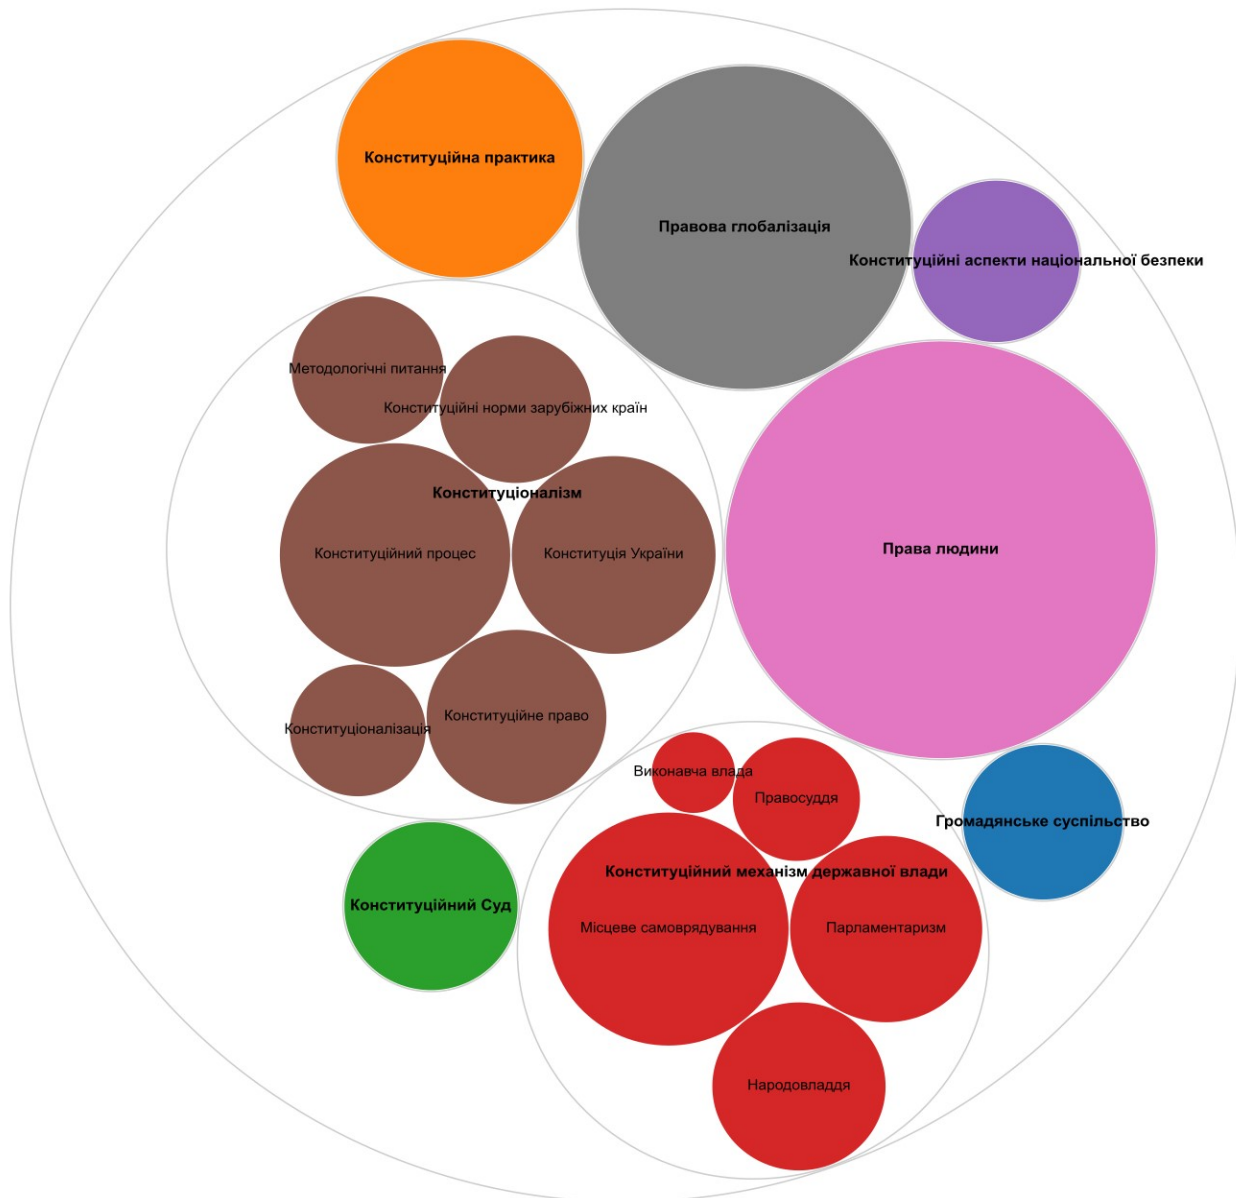 Конституційна практика
Правова глобалізація
Конституційні аспекти національної безпеки
Методологічні питання
Конституційні норми зарубіжних країн
Конституціоналізм
Конституційний процес
Конституція України
Права людини
Конституційне право
Конституціоналізація
Виконавча влада
Правосуддя
Громадянське суспільство
Конституційний механізм державної влади
Конституційний Суд
Місцеве самоврядування
Парламентаризм
Народовладдя